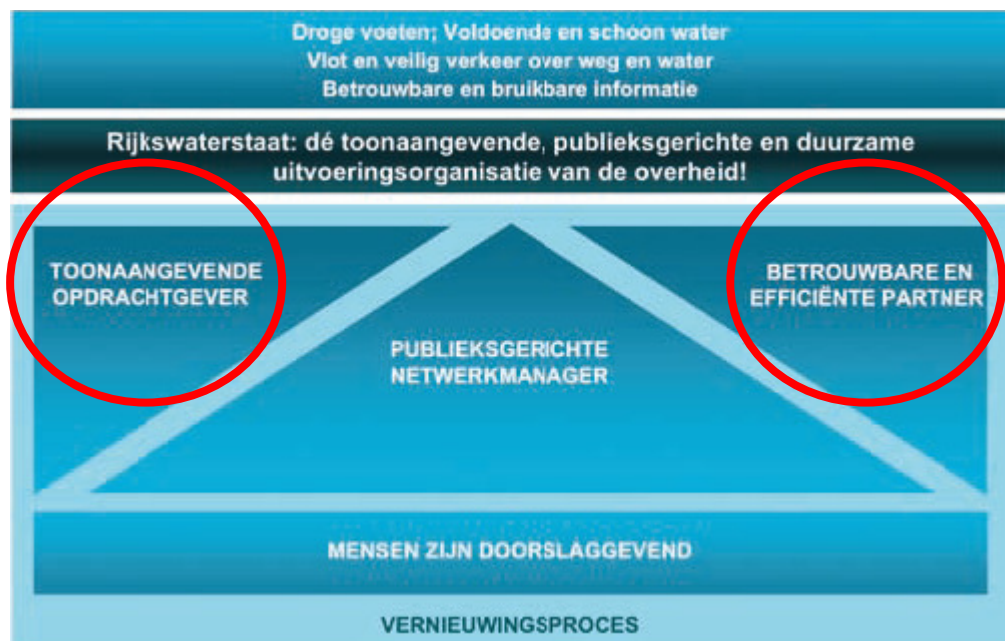 Droge voeten; Voldoende en schoon water
Vlot en veilig verkeer over weg en water
Betrouwbare en bruikbare informatie
Rijkswaterstaat: dé toonaangevende, publieksgerichte en duurzame
uitvoeringsorganisatie van de overheid!
TOONAANGEVENDE
OPDRACHTGEVER
BETROUWBARE EN
EFFICIËNTE PARTNER
PUBLIEKSGERICHTE
NETWERKMANAGER
MENSEN ZIJN DOORSLAGGEVEND
VERNIEUWINGSPROCES